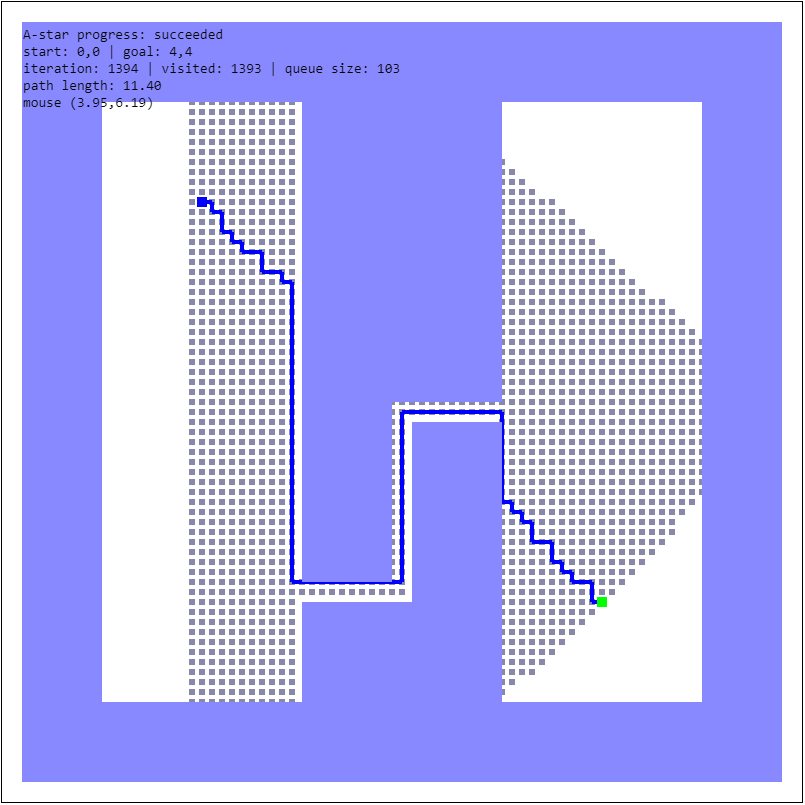 A-star progress: succeeded
start: 0,0 | goal: 4,4
iteration: 1394 | visited: 1393 | queue size: 103
path length: 11.40
mouse (3.95,6.19)